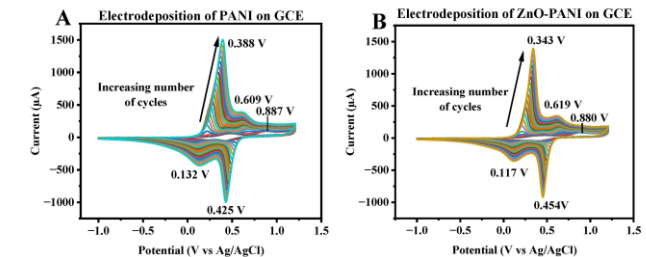 A
Electrodeposition of PANI on GCE
1500
1000
500
0
−500
−1000
Current (µA)
Increasing number
of cycles
0.388 V
0.609 V
0.887 V
0.132 V
0.425 V
−1.0
−0.5
0.0
0.5
1.0
1.5
Potential (V vs Ag/AgCl)
B
Electrodeposition of ZnO-PANI on GCE
1500
1000
500
0
−500
−1000
Current (µA)
Increasing number
of cycles
0.343 V
0.619 V
0.880 V
0.117 V
0.454V
−1.0
−0.5
0.0
0.5
1.0
1.5
Potential (V vs Ag/AgCl)